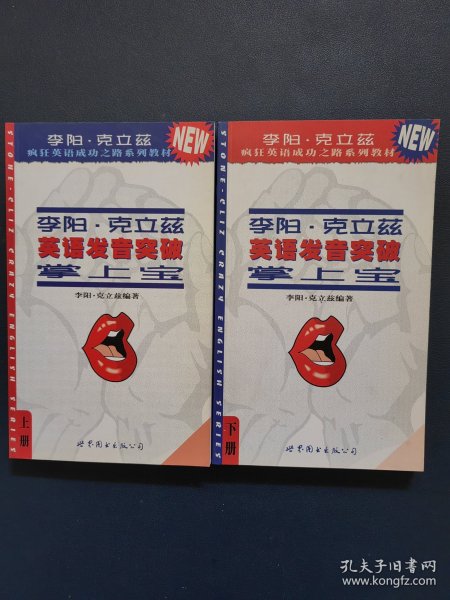 李阳·克立兹
疯狂英语成功之路系列教材
NEW
STONE·CLIZ CRAZY ENGLISH SERIES
李阳·克立兹
英语发音突破
掌上宝
李阳·克立兹编著
上册
世界图书出版公司
李阳·克立兹
疯狂英语成功之路系列教材
NEW
STONE·CLIZ CRAZY ENGLISH SERIES
李阳·克立兹
英语发音突破
掌上宝
李阳·克立兹编著
下册
世界图书出版公司
孔夫子旧书网
www.kongfz.com